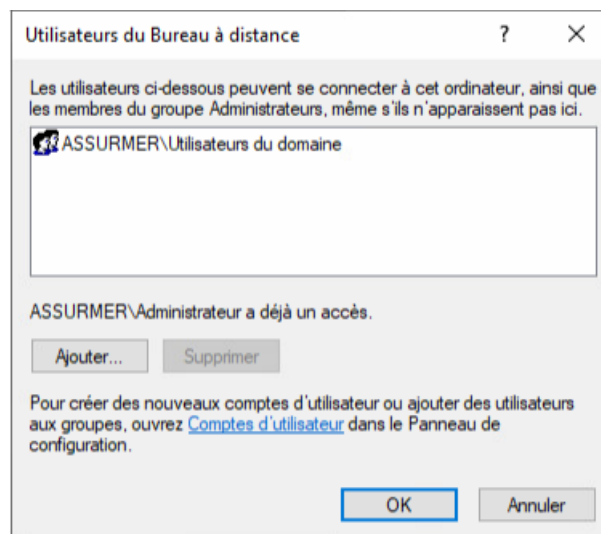 Utilisateurs du Bureau à distance
Les utilisateurs ci-dessous peuvent se connecter à cet ordinateur, ainsi que
les membres du groupe Administrateurs, même s'ils n'apparaissent pas ici.
ASSURMER\Utilisateurs du domaine
ASSURMER\Administrateur a déjà un accès.
Ajouter...
Supprimer
Pour créer des nouveaux comptes d'utilisateur ou ajouter des utilisateurs
aux groupes, ouvrez Comptes d'utilisateur dans le Panneau de
configuration.
OK
Annuler